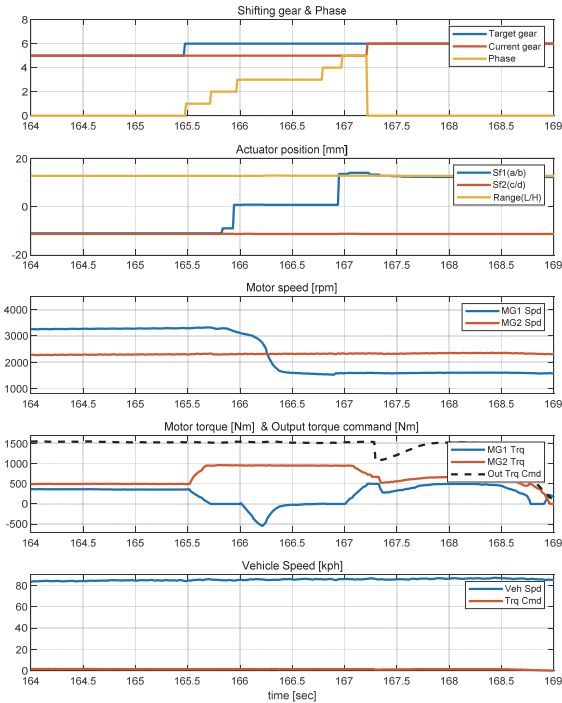 Shifting gear & Phase
8
6
4
2
0
Target gear
Current gear
Phase
164 164.5 165 165.5 166 166.5 167 167.5 168 168.5 169
Actuator position [mm]
20
0
-20
Sf1(a/b)
Sf2(c/d)
Range(L/H)
164 164.5 165 165.5 166 166.5 167 167.5 168 168.5 169
Motor speed [rpm]
4000
3000
2000
1000
MG1 Spd
MG2 Spd
164 164.5 165 165.5 166 166.5 167 167.5 168 168.5 169
Motor torque [Nm] & Output torque command [Nm]
1500
1000
500
0
-500
MG1 Trq
MG2 Trq
Out Trq Cmd
164 164.5 165 165.5 166 166.5 167 167.5 168 168.5 169
Vehicle Speed [kph]
80
60
40
20
0
Veh Spd
Trq Cmd
164 164.5 165 165.5 166 166.5 167 167.5 168 168.5 169
time [sec]